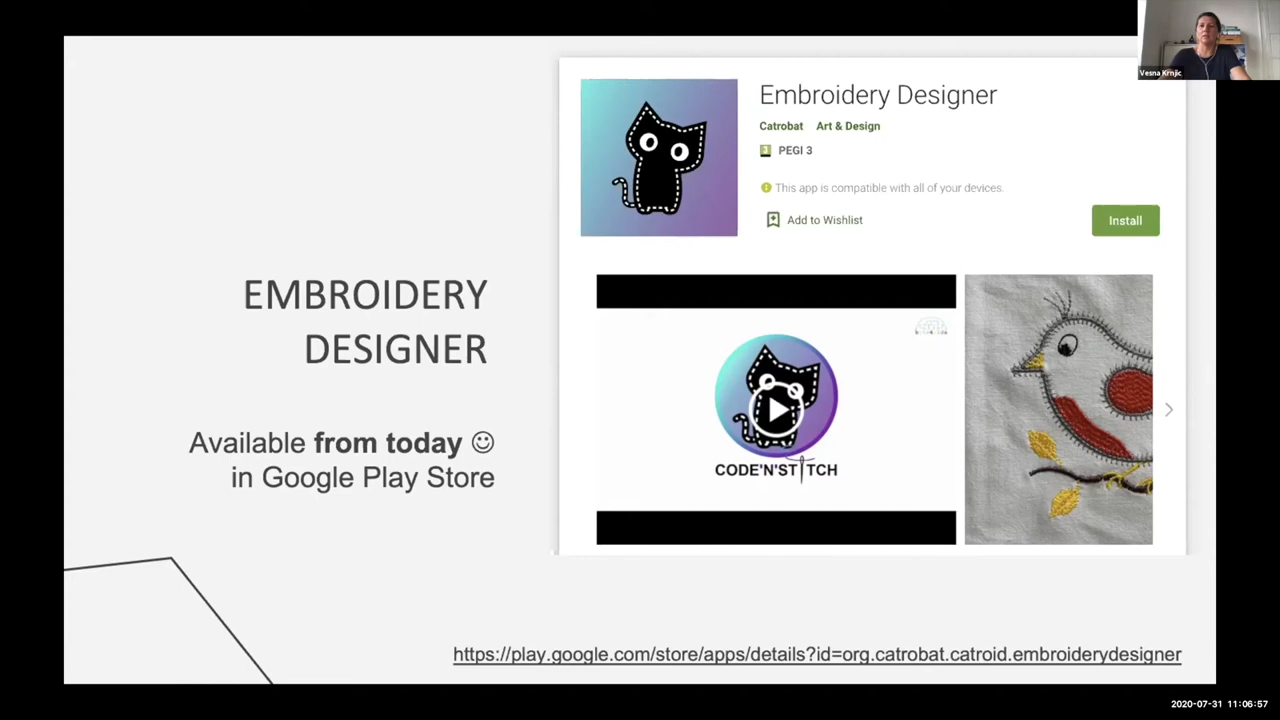 Vesna Krnjic
Embroidery Designer
Catrobat Art & Design
3 PEGI 3
This app is compatible with all of your devices.
Add to Wishlist
Install
EMBROIDERY
DESIGNER
CODE'N'STITCH
Available from today ☺
in Google Play Store
https://play.google.com/store/apps/details?id=org.catrobat.catroid.embroiderydesigner
2020-07-31 11:06:57